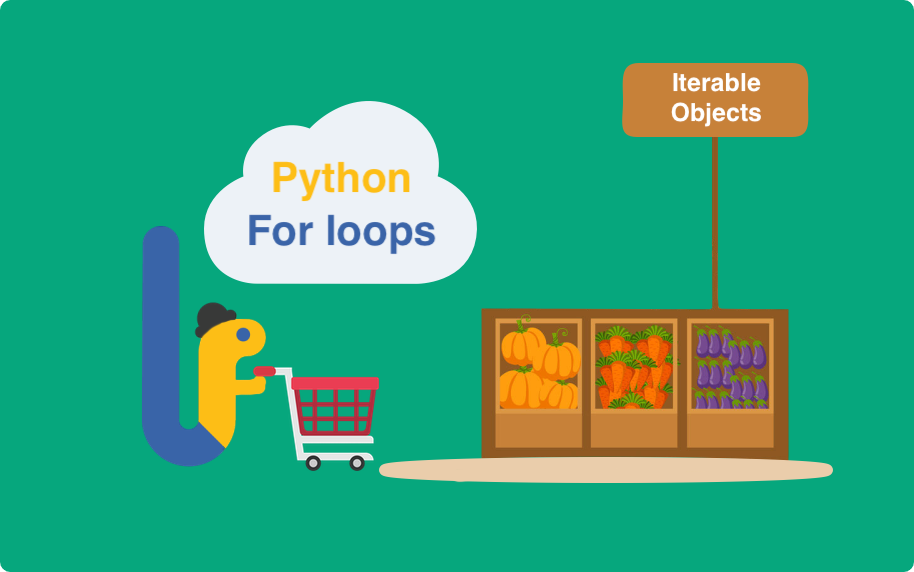 Python
For loops
Iterable
Objects